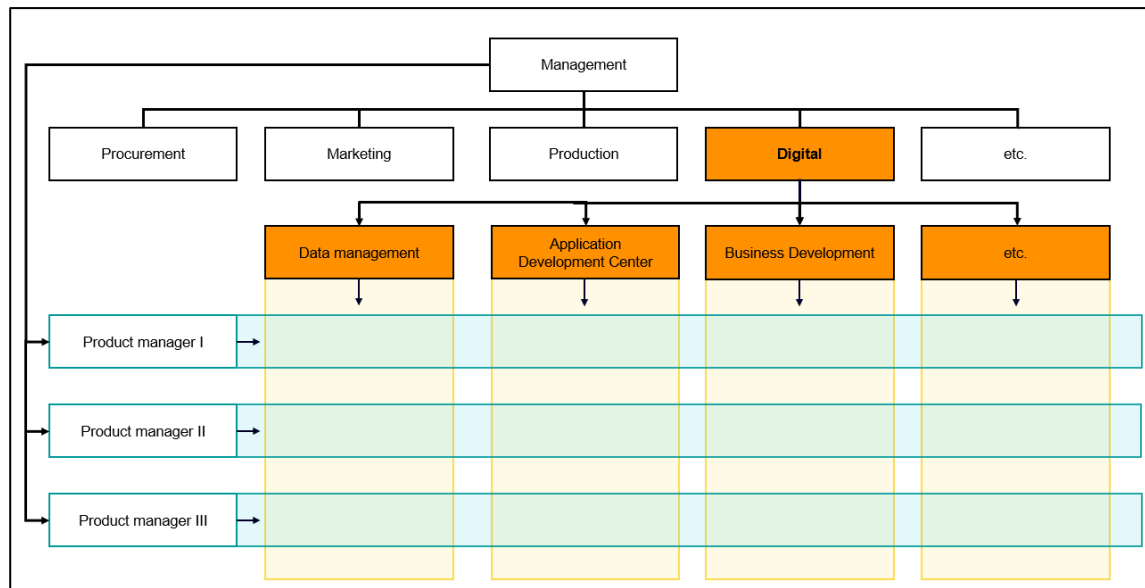 Management
Procurement
Marketing
Production
Digital
etc.
Data management
Application
Development Center
Business Development
etc.
Product manager I
Product manager II
Product manager III